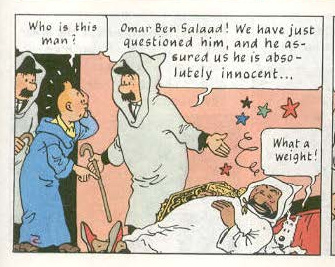 Who is this
man?
Omar Ben Salaad! We have just
questioned him, and he as-
sured us he is abso-
lutely innocent...
What a
weight!